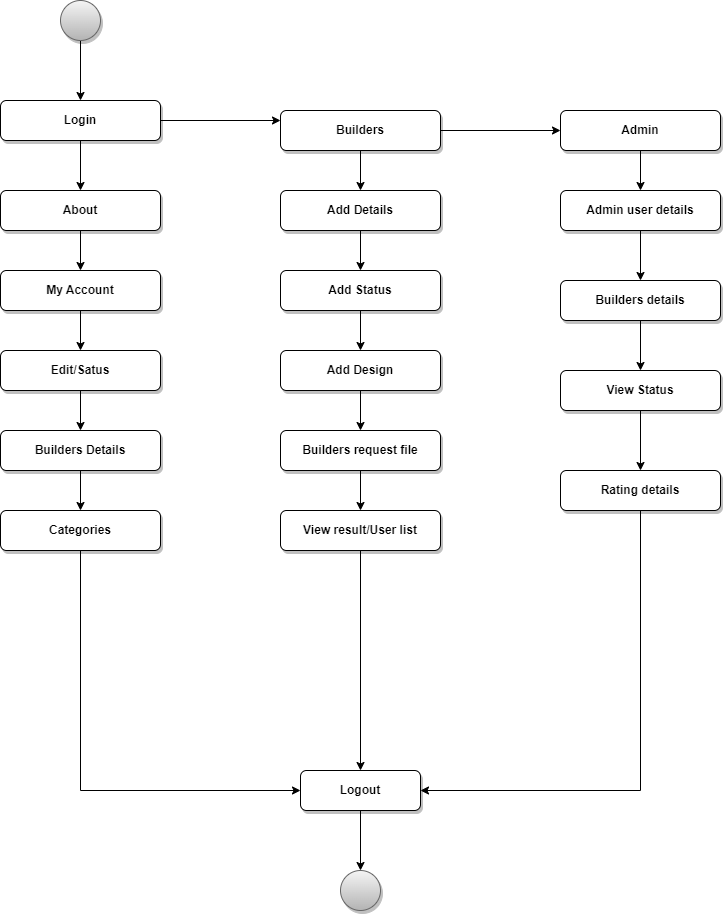 Login
Builders
Admin
About
Add Details
Admin user details
My Account
Add Status
Builders details
Edit/Satus
Add Design
View Status
Builders Details
Builders request file
Rating details
Categories
View result/User list
Logout